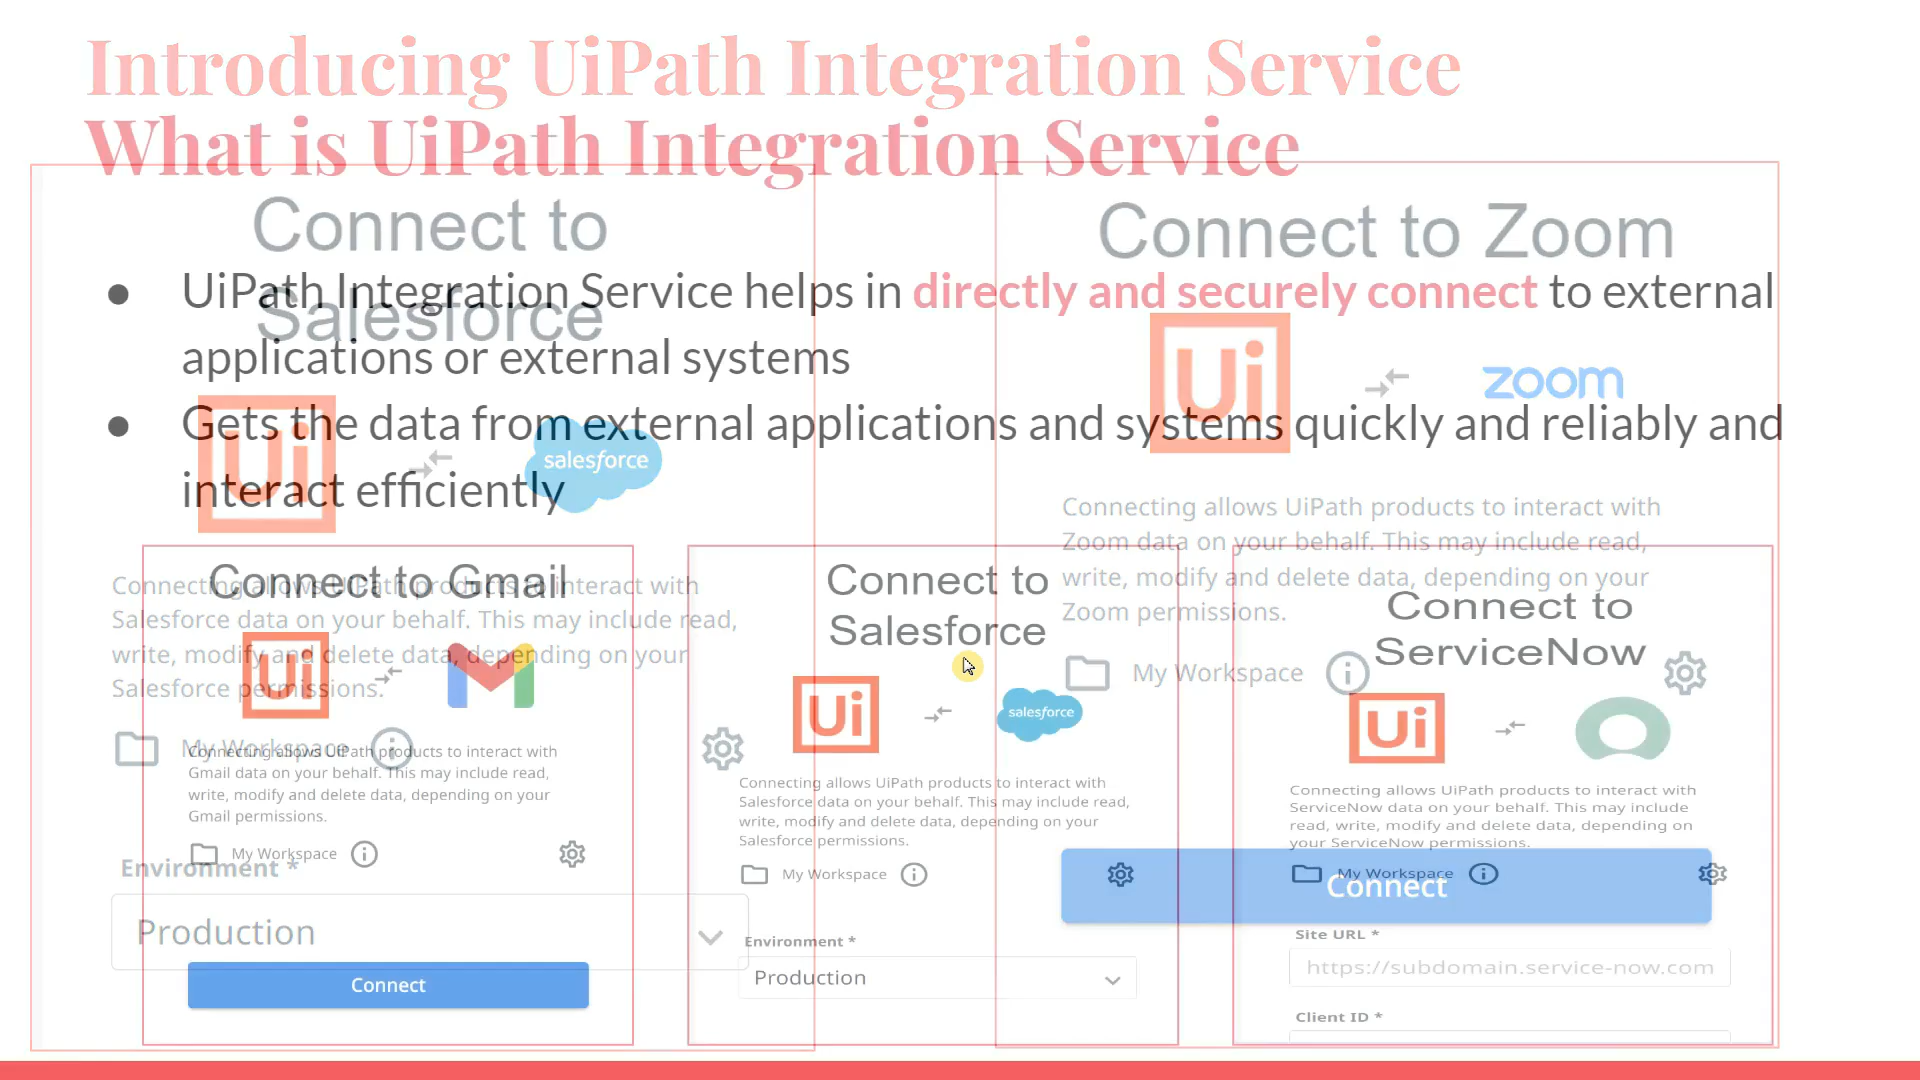 Introducing UiPath Integration Service
What is UiPath Integration Service
Connect to
Salesforce
Connect to Zoom
● UiPath Integration Service helps in directly and securely connect to external
applications or external systems
● Gets the data from external applications and systems quickly and reliably and
interact efficiently
Ui
salesforce
Ui
zoom
Connecting allows UiPath products to interact with
Salesforce data on your behalf. This may include read,
write, modify and delete data, depending on your
Salesforce permissions.
My Workspace
Environment *
Production
Connecting allows UiPath products to interact with
Zoom data on your behalf. This may include read,
write, modify and delete data, depending on your
Zoom permissions.
My Workspace
Connect
Connect to Gmail
Ui
Connecting allows UiPath products to interact with
Gmail data on your behalf. This may include read,
write, modify and delete data, depending on your
Gmail permissions.
My Workspace
Connect
Connect to
Salesforce
Ui
salesforce
Connecting allows UiPath products to interact with
Salesforce data on your behalf. This may include read,
write, modify and delete data, depending on your
Salesforce permissions.
My Workspace
Environment *
Production
Connect to
ServiceNow
Ui
Connecting allows UiPath products to interact with
ServiceNow data on your behalf. This may include
read, write, modify and delete data, depending on
your ServiceNow permissions.
My Workspace
Site URL *
https://subdomain.service-now.com
Client ID *